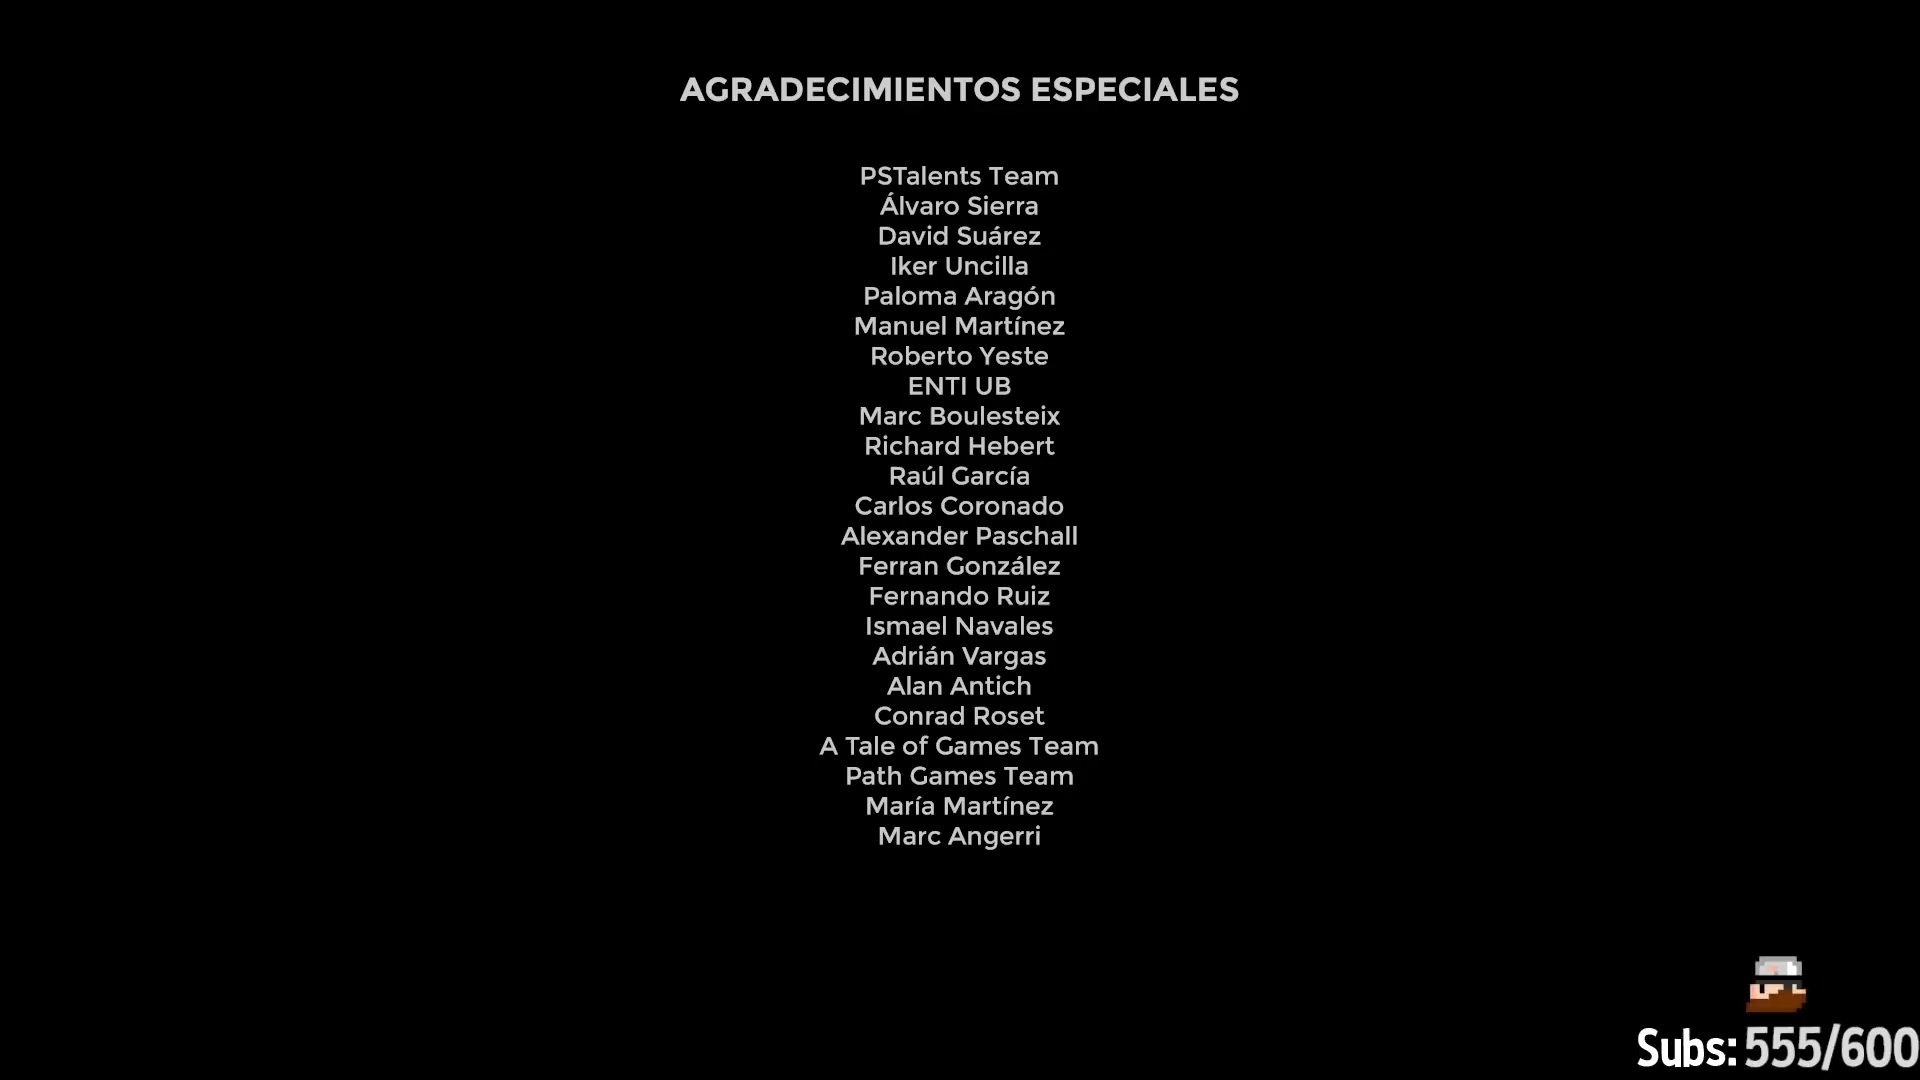 AGRADECIMIENTOS ESPECIALES
PSTalents Team
Álvaro Sierra
David Suárez
Iker Uncilla
Paloma Aragón
Manuel Martínez
Roberto Yeste
ENTI UB
Marc Boulesteix
Richard Hebert
Raúl García
Carlos Coronado
Alexander Paschall
Ferran González
Fernando Ruiz
Ismael Navales
Adrián Vargas
Alan Antich
Conrad Roset
A Tale of Games Team
Path Games Team
María Martínez
Marc Angerri
Subs: 555/600